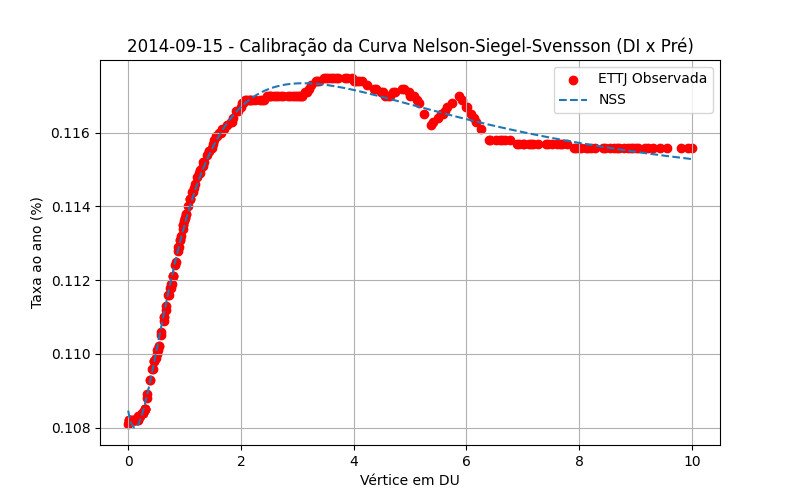 2014-09-15 - Calibração da Curva Nelson-Siegel-Svensson (DI x Pré)
ETTJ Observada
NSS
0.116
0.114
0.112
0.110
0.108
Taxa ao ano (%)
0 2 4 6 8 10
Vértice em DU